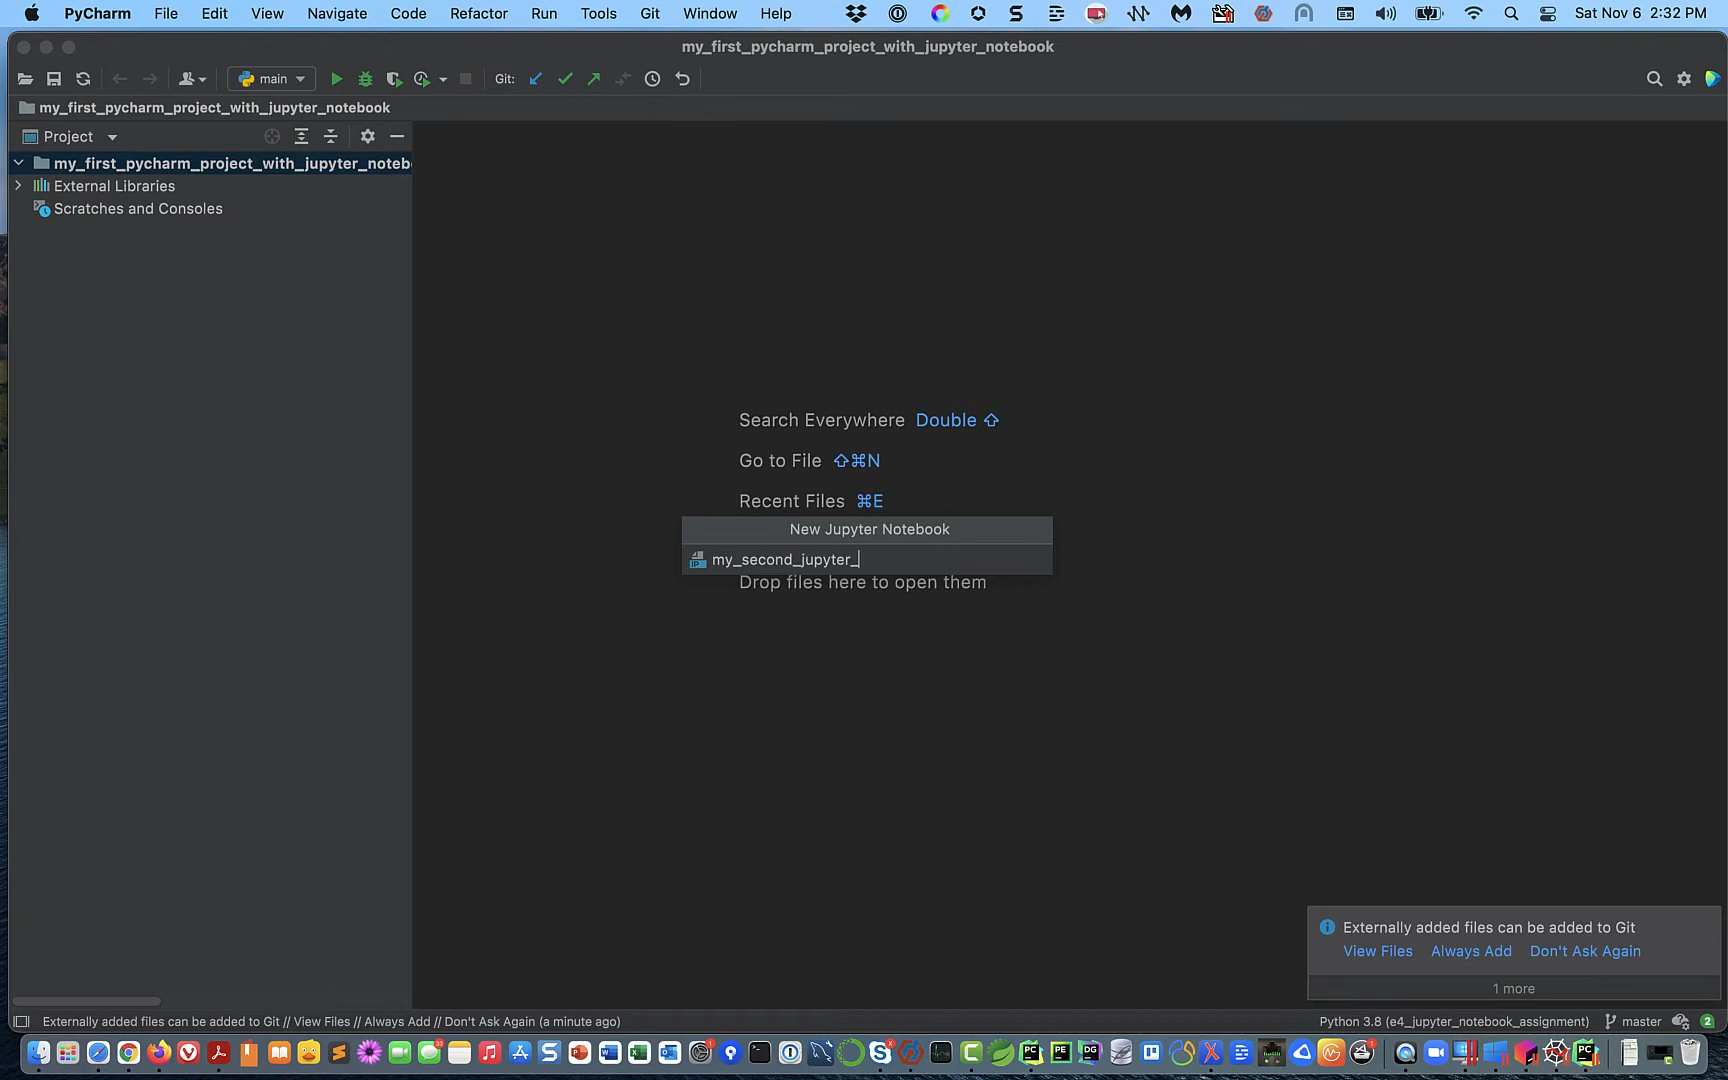 PyCharm File Edit View Navigate Code Refactor Run Tools Git Window Help Sat Nov 6 2:32 PM
my_first_pycharm_project_with_jupyter_notebook
main Git:
my_first_pycharm_project_with_jupyter_notebook
Project
my_first_pycharm_project_with_jupyter_noteb
External Libraries
Scratches and Consoles
Search Everywhere Double ⇧
Go to File ⇧⌘N
Recent Files ⌘E
New Jupyter Notebook
my_second_jupyter_
Drop files here to open them
Externally added files can be added to Git
View Files Always Add Don't Ask Again
1 more
Externally added files can be added to Git // View Files // Always Add // Don't Ask Again (a minute ago) Python 3.8 (e4_jupyter_notebook_assignment) master 2